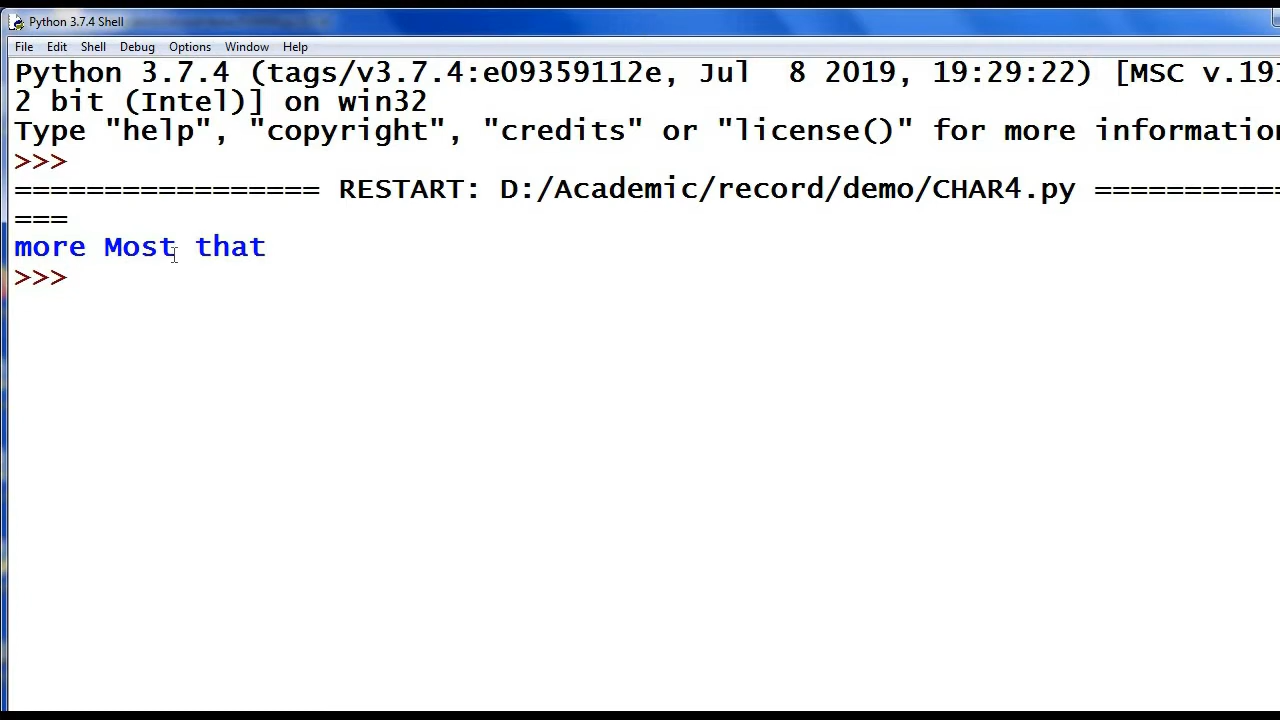 Python 3.7.4 Shell
File Edit Shell Debug Options Window Help
Python 3.7.4 (tags/v3.7.4:e09359112e, Jul  8 2019, 19:29:22) [MSC v.191
2 bit (Intel)] on win32
Type "help", "copyright", "credits" or "license()" for more information
>>>
================= RESTART: D:/Academic/record/demo/CHAR4.py ===========
===
more Most that
>>>